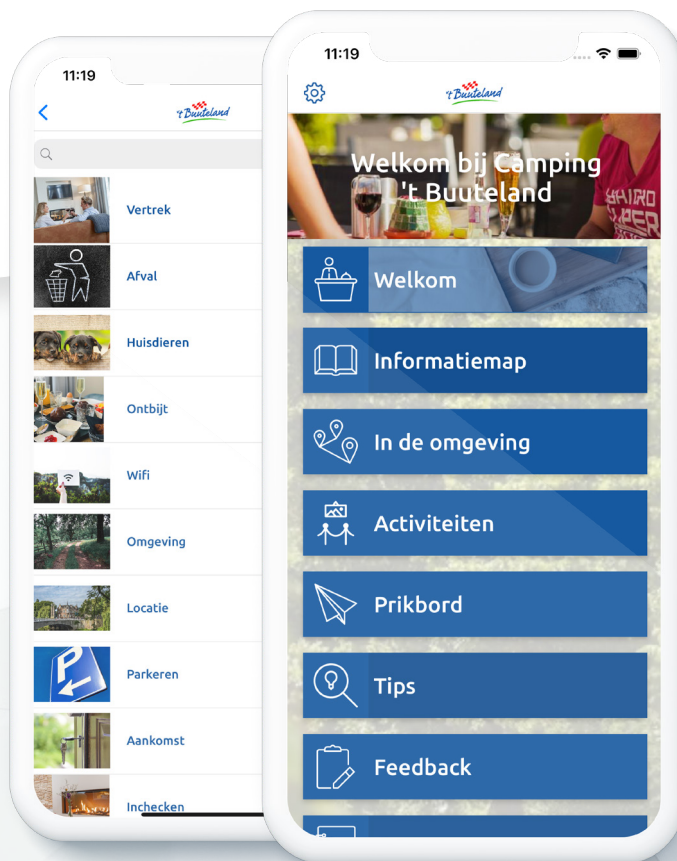 11:19
't Buuteland
Vertrek
Afval
Huisdieren
Ontbijt
Wifi
Omgeving
Locatie
P
Parkeren
Aankomst
Inchecken
11:19
't Buuteland
Welkom bij Camping
't Buuteland
Welkom
Informatiemap
In de omgeving
Activiteiten
Prikbord
Tips
Feedback